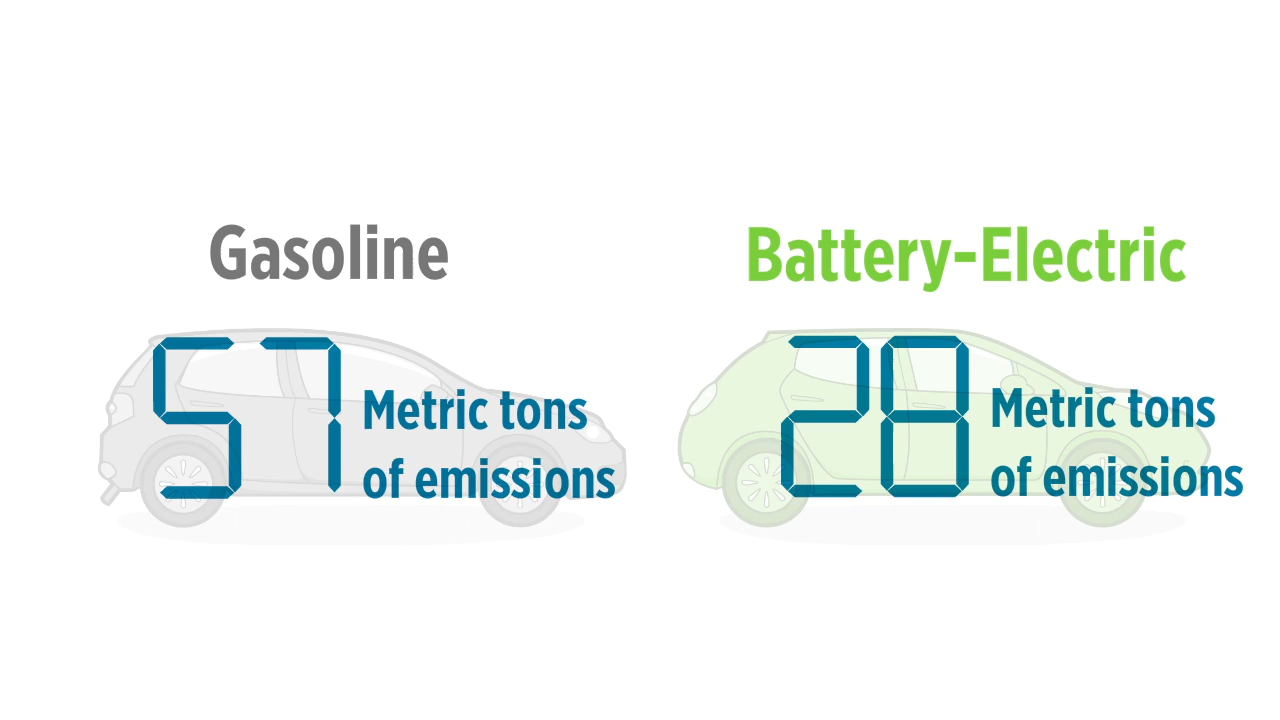 Gasoline
57
Metric tons
of emissions
Battery-Electric
28
Metric tons
of emissions